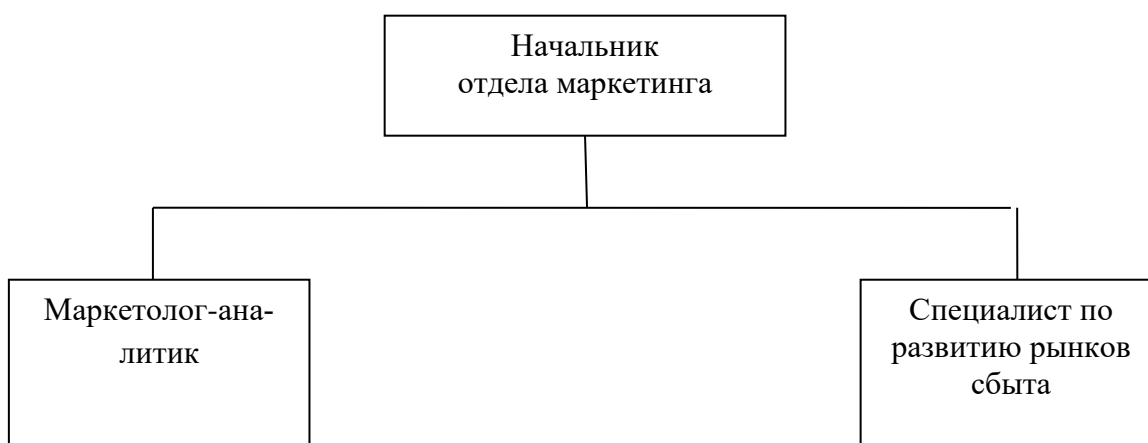 Начальник
отдела маркетинга
Маркетолог-ана-
литик
Специалист по
развитию рынков
сбыта